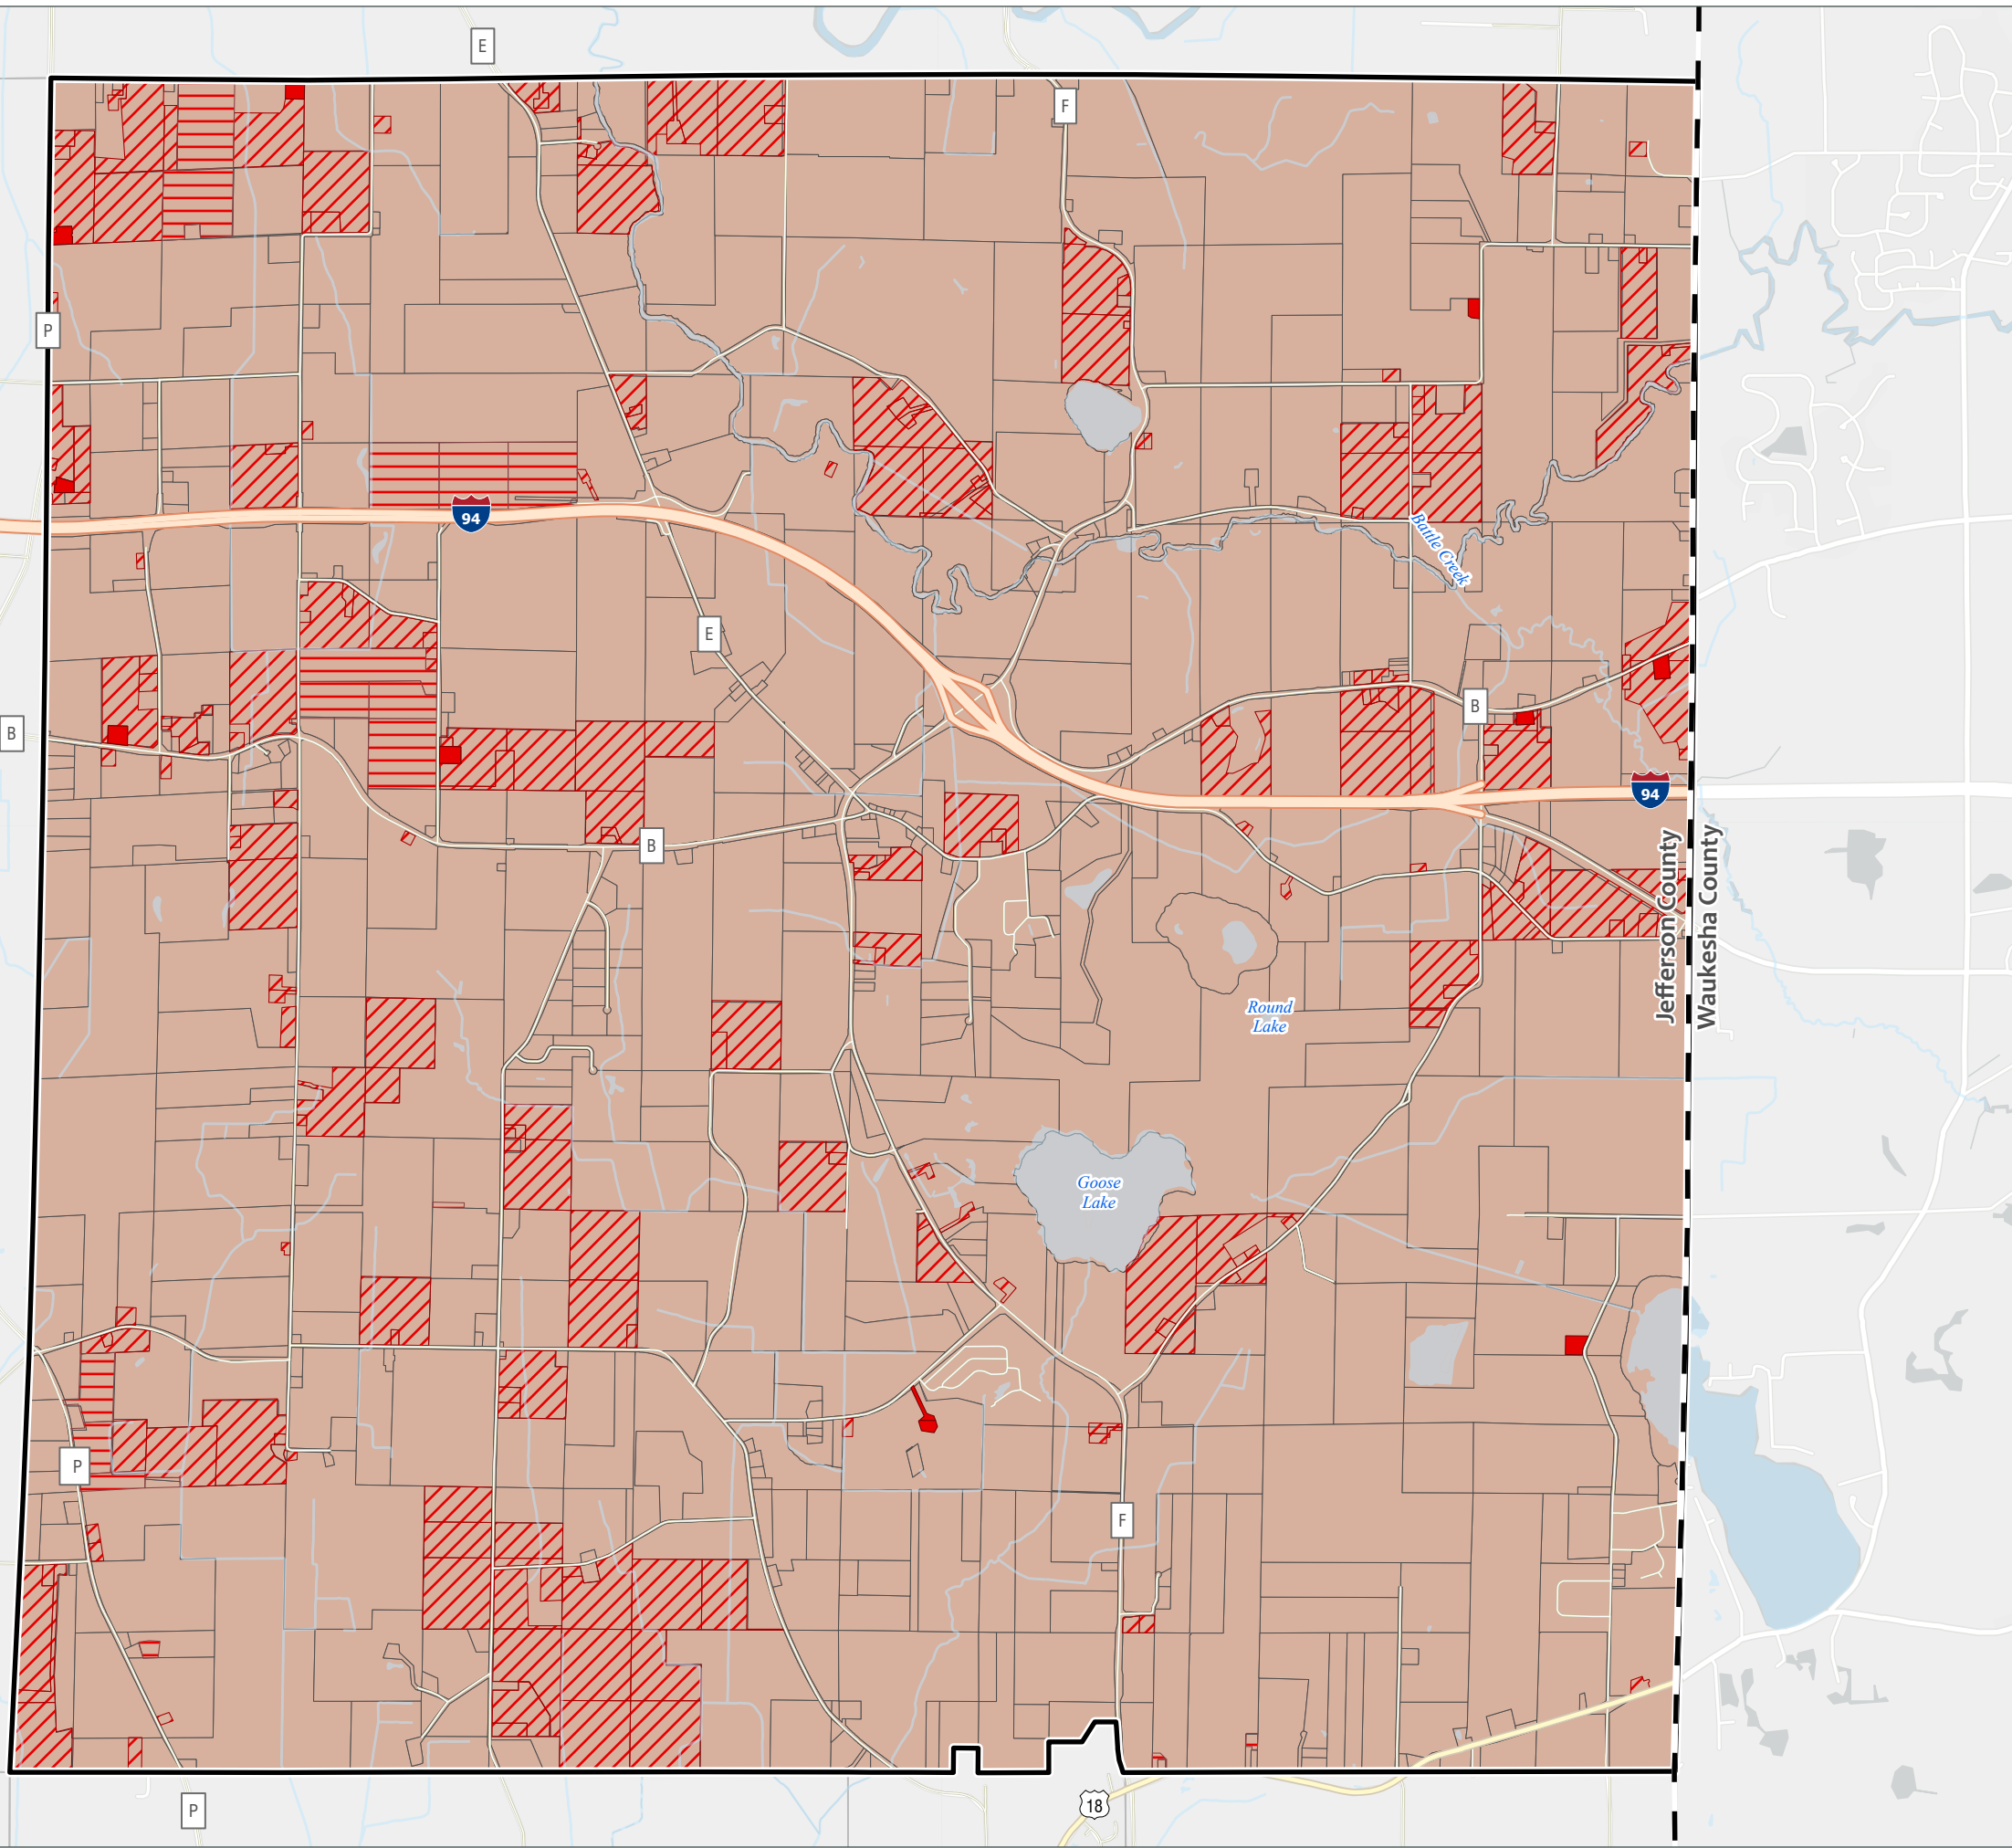 E
F
P
94
Battle Creek
E
B
B
94
B
Jefferson County
Waukesha County
Round
Lake
Goose
Lake
P
F
P
18